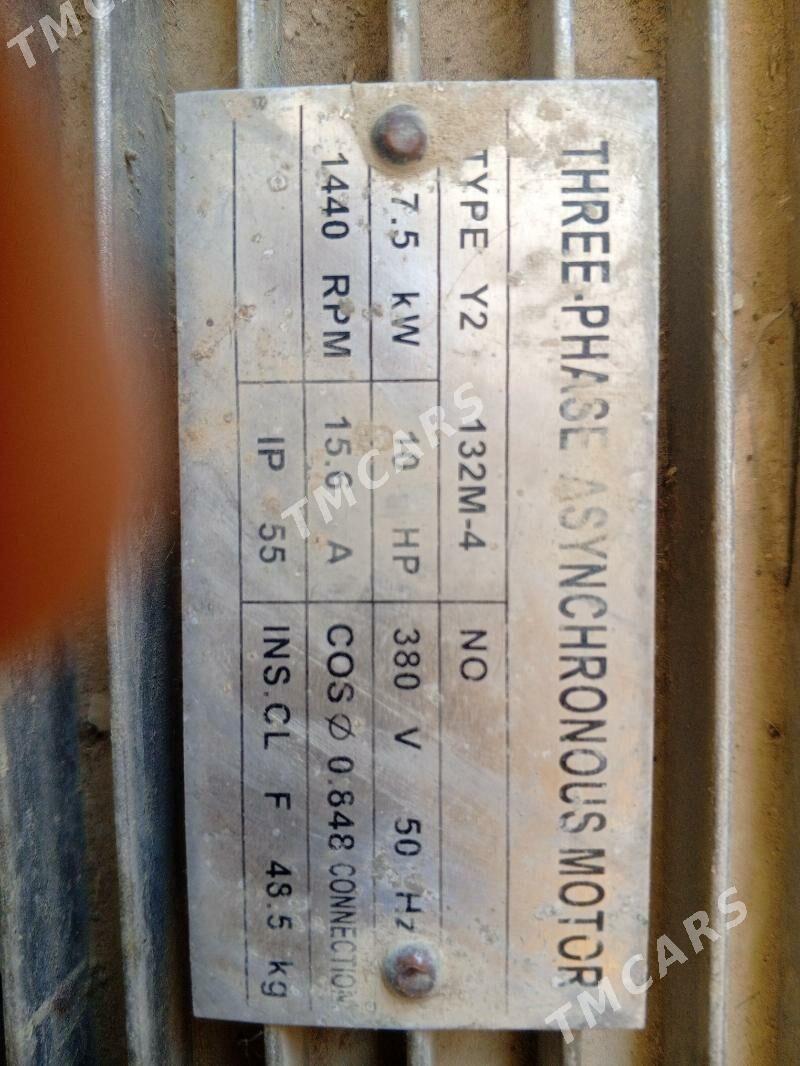 THREE-PHASE ASYNCHRONOUS MOTOR
TYPE Y2 132M-4 NO
7.5 kW 10 HP 380 V 50 Hz
1440 RPM 15.6 A COS Ø 0.848 CONNECTION
IP 55 INS.CL F 48.5 kg
TMCARS
TMCARS
TMCARS